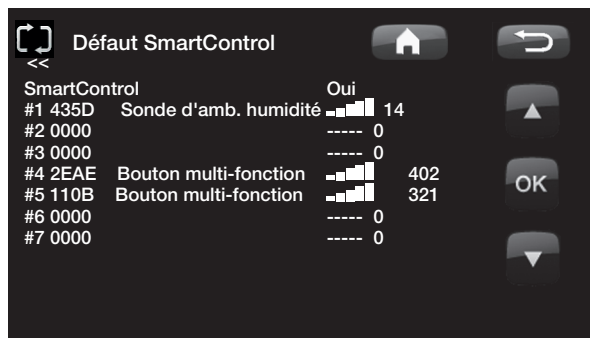 Défaut SmartControl
<<
SmartControl Oui
#1 435D Sonde d'amb. humidité 14
#2 0000 ----- 0
#3 0000 ----- 0
#4 2EAE Bouton multi-fonction 402
#5 110B Bouton multi-fonction 321
#6 0000 ----- 0
#7 0000 ----- 0
OK